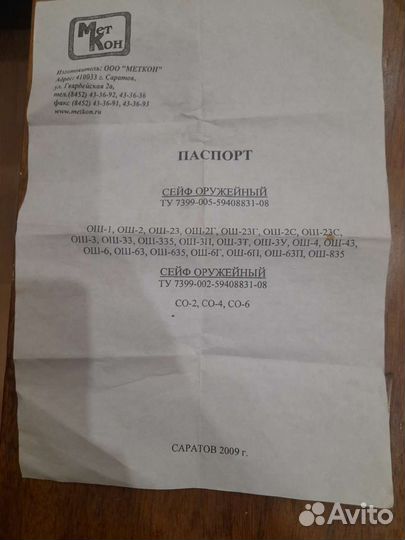 МЕТ
КОН
Изготовитель: ООО "МЕТКОН"
Адрес: 410033 г. Саратов,
ул. Гвардейская 2а,
тел.(8452) 43-36-92, 43-36-36
факс (8452) 43-36-91, 43-36-93
www.metkon.ru
ПАСПОРТ
СЕЙФ ОРУЖЕЙНЫЙ
ТУ 7399-005-59408831-08
ОШ-1, ОШ-2, ОШ-23, ОШ-2Г, ОШ-23Г, ОШ-2С, ОШ-23С,
ОШ-3, ОШ-33, ОШ-335, ОШ-3П, ОШ-3Т, ОШ-3У, ОШ-4, ОШ-43,
ОШ-6, ОШ-63, ОШ-635, ОШ-6Г, ОШ-6П, ОШ-63П, ОШ-835
СЕЙФ ОРУЖЕЙНЫЙ
ТУ 7399-002-59408831-08
СО-2, СО-4, СО-6
САРАТОВ 2009 г.
Avito